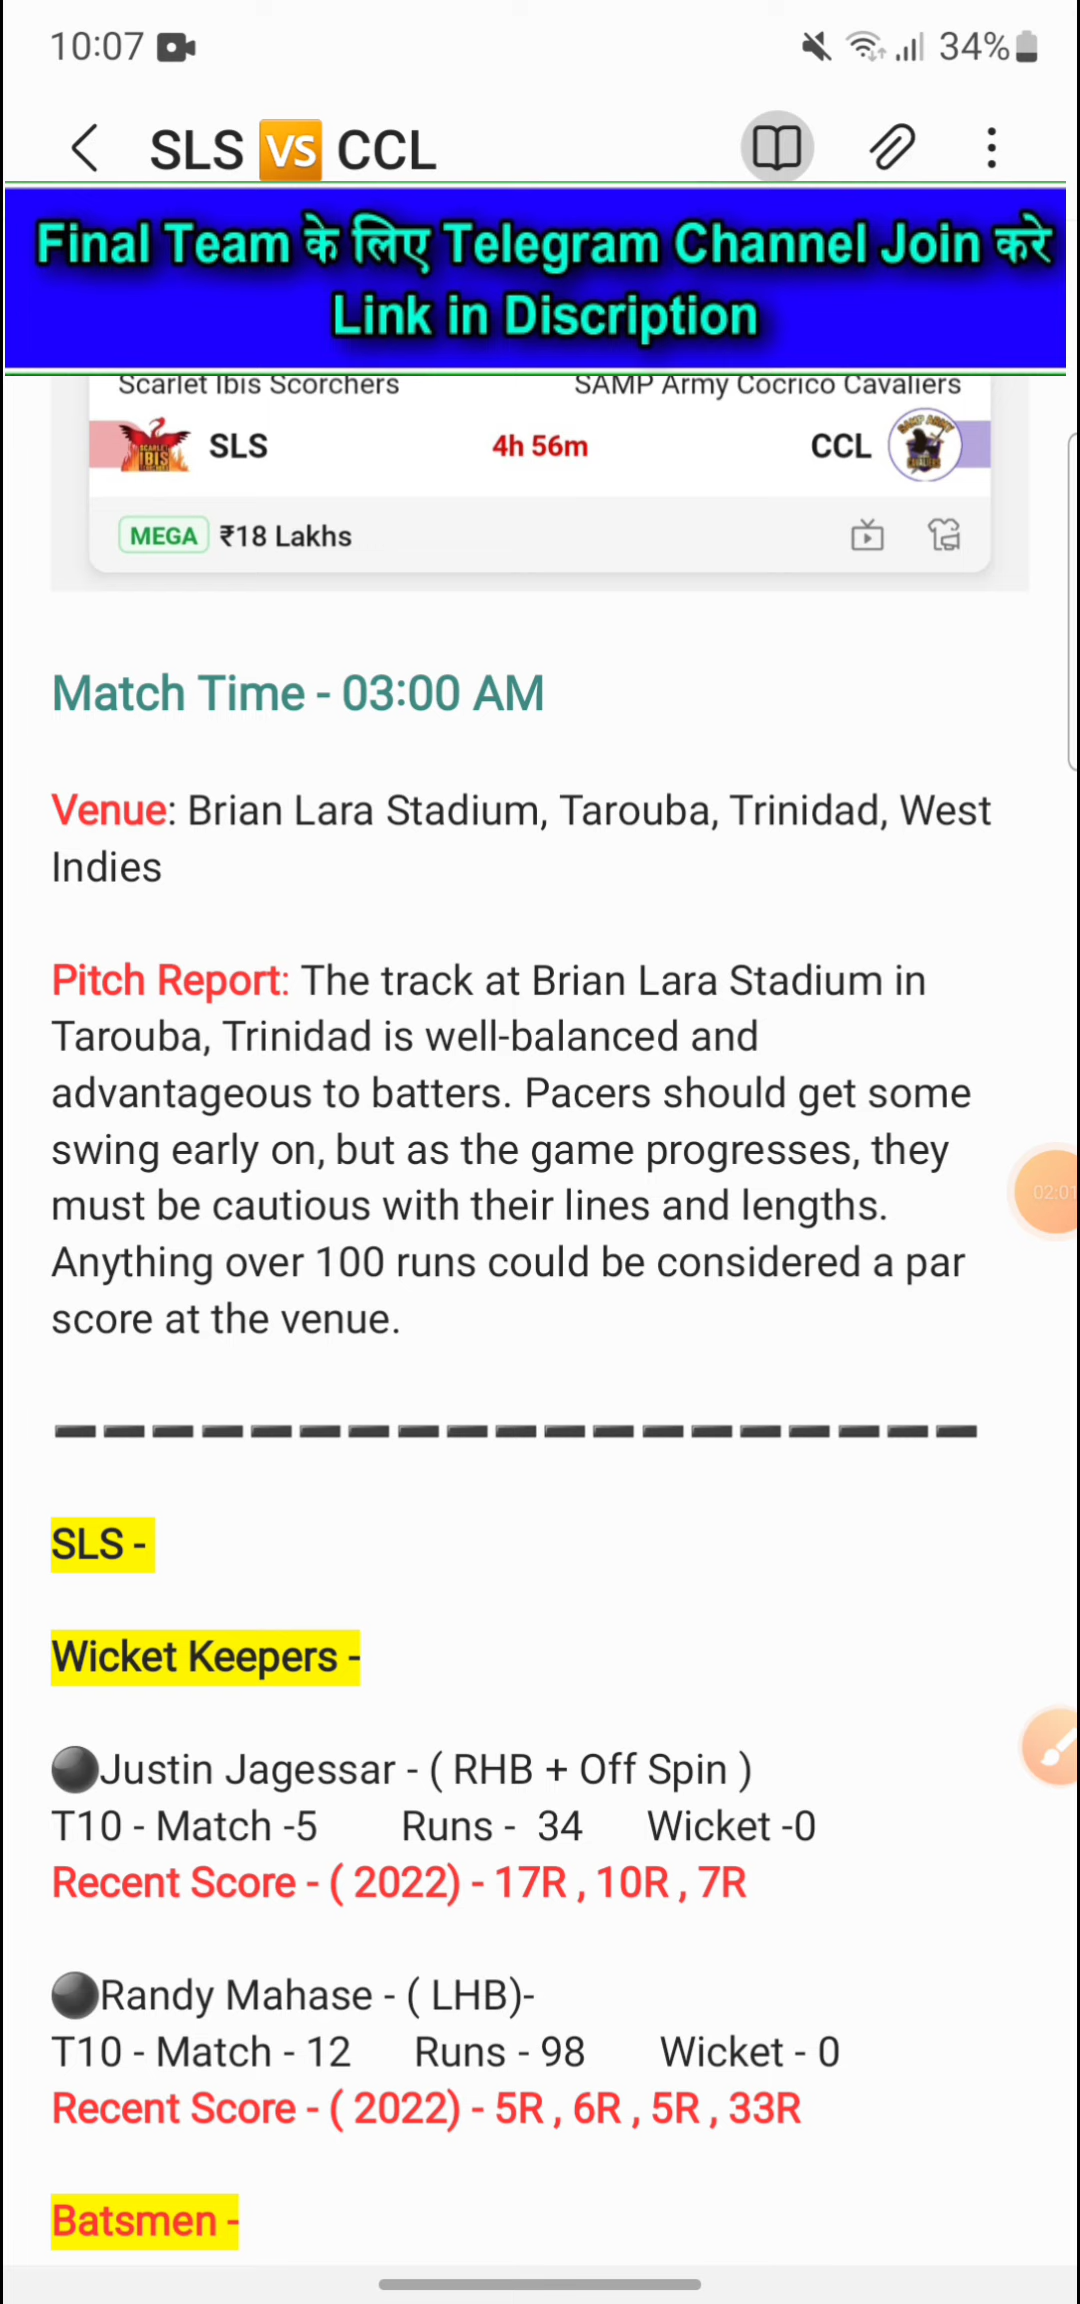 10:07
34%
SLS VS CCL
Final Team के लिए Telegram Channel Join करे
Link in Discription
Scarlet Ibis Scorchers SAMP Army Cocrico Cavaliers
SLS 4h 56m CCL
MEGA ₹18 Lakhs
Match Time - 03:00 AM
Venue: Brian Lara Stadium, Tarouba, Trinidad, West
Indies
Pitch Report: The track at Brian Lara Stadium in
Tarouba, Trinidad is well-balanced and
advantageous to batters. Pacers should get some
swing early on, but as the game progresses, they
must be cautious with their lines and lengths.
Anything over 100 runs could be considered a par
score at the venue.
02:01
SLS -
Wicket Keepers -
Justin Jagessar - ( RHB + Off Spin )
T10 - Match -5 Runs - 34 Wicket -0
Recent Score - ( 2022) - 17R , 10R , 7R
Randy Mahase - ( LHB)-
T10 - Match - 12 Runs - 98 Wicket - 0
Recent Score - ( 2022) - 5R , 6R , 5R , 33R
Batsmen -